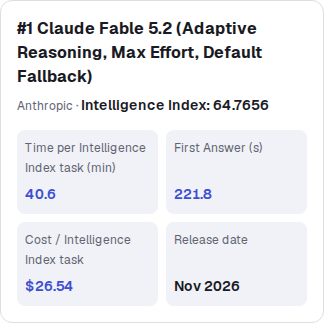 #1 Claude Fable 5.2 (Adaptive
Reasoning, Max Effort, Default
Fallback)
Anthropic · Intelligence Index: 64.7656
Time per Intelligence
Index task (min)
40.6
First Answer (s)
221.8
Cost / Intelligence
Index task
$26.54
Release date
Nov 2026